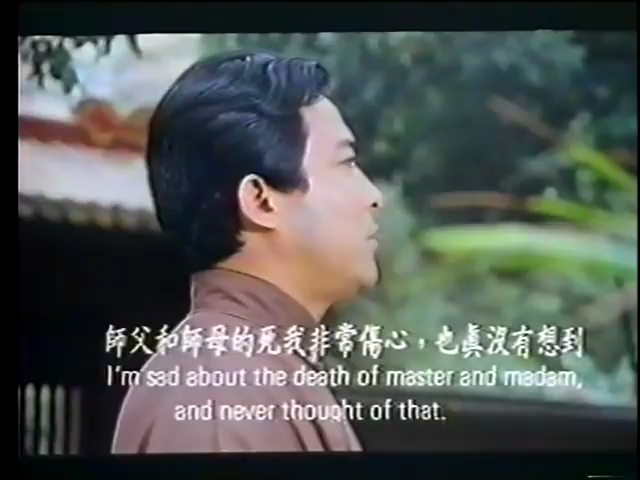 師父和師母的死我非常傷心，也眞沒有想到
I'm sad about the death of master and madam,
and never thought of that.